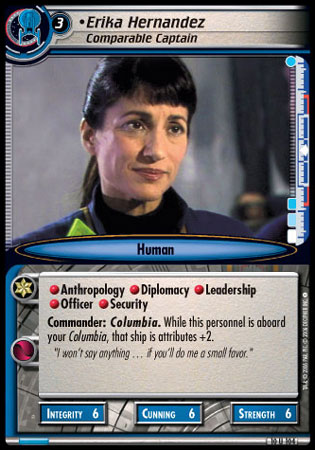 3
•Erika Hernandez
Comparable Captain
Human
Anthropology Diplomacy Leadership
Officer Security
Commander: Columbia. While this personnel is aboard
your Columbia, that ship is attributes +2.
"I won't say anything … if you'll do me a small favor."
INTEGRITY 6 CUNNING 6 STRENGTH 6